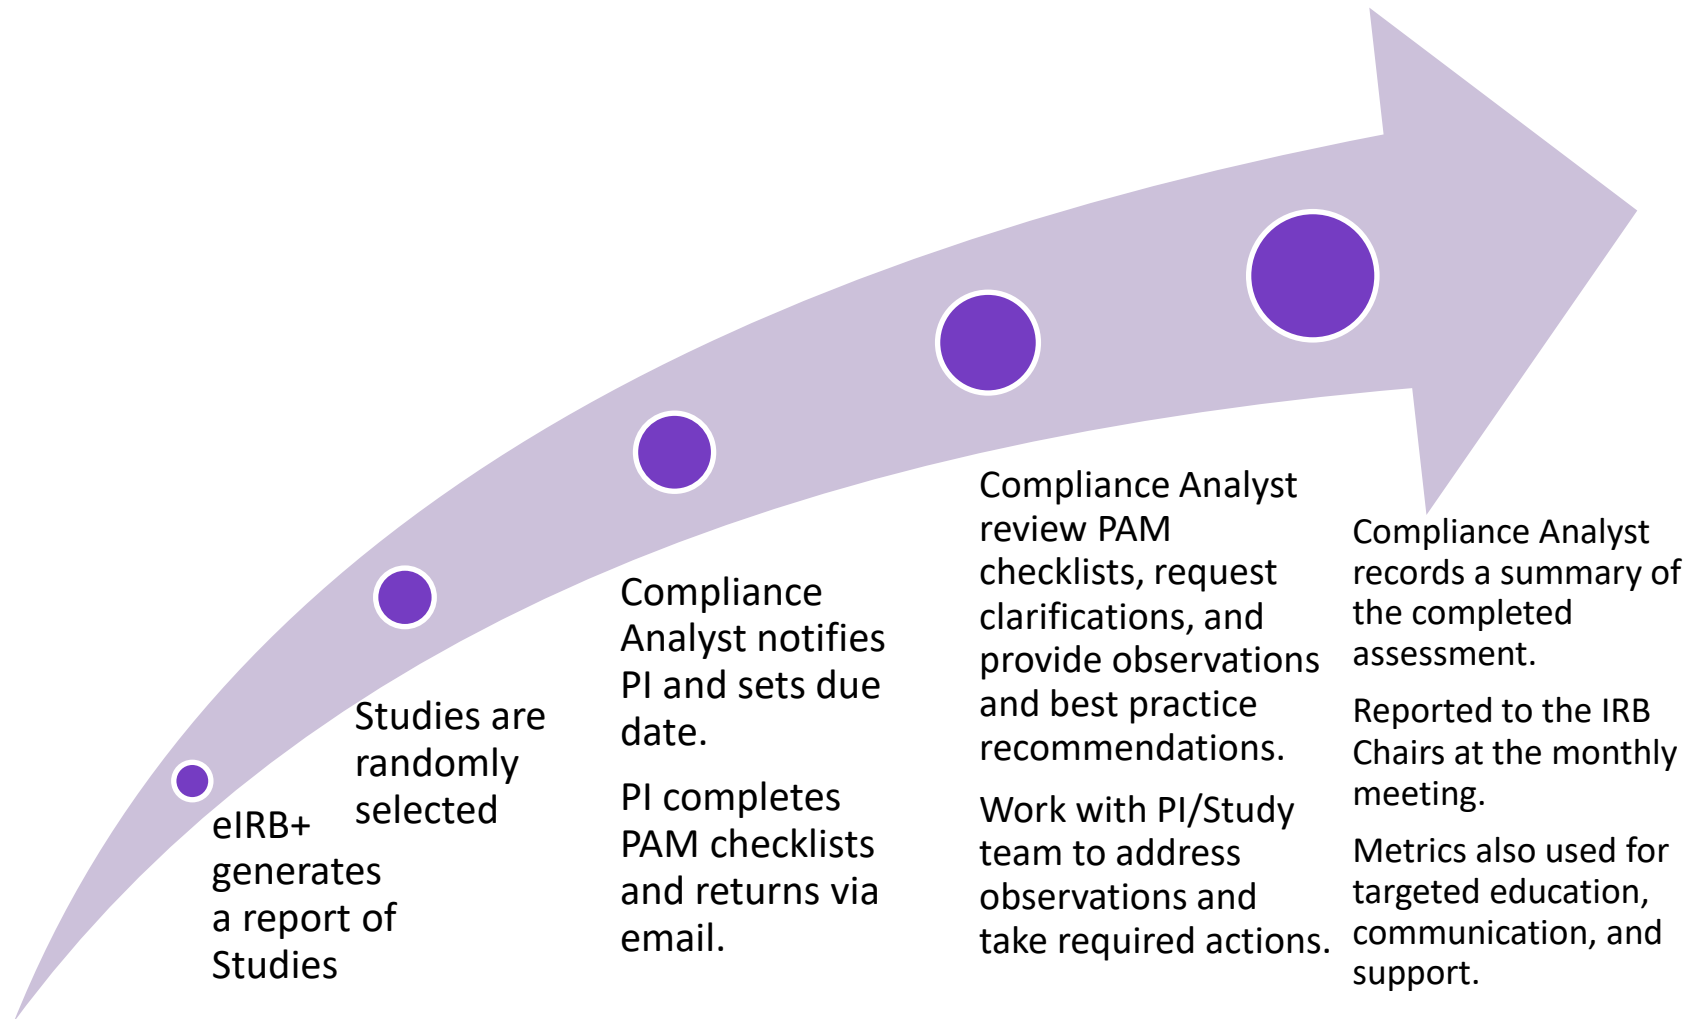 eIRB+
generates
a report of
Studies
Studies are
randomly
selected
Compliance
Analyst notifies
PI and sets due
date.
PI completes
PAM checklists
and returns via
email.
Compliance Analyst
review PAM
checklists, request
clarifications, and
provide observations
and best practice
recommendations.
Work with PI/Study
team to address
observations and
take required actions.
Compliance Analyst
records a summary of
the completed
assessment.
Reported to the IRB
Chairs at the monthly
meeting.
Metrics also used for
targeted education,
communication, and
support.